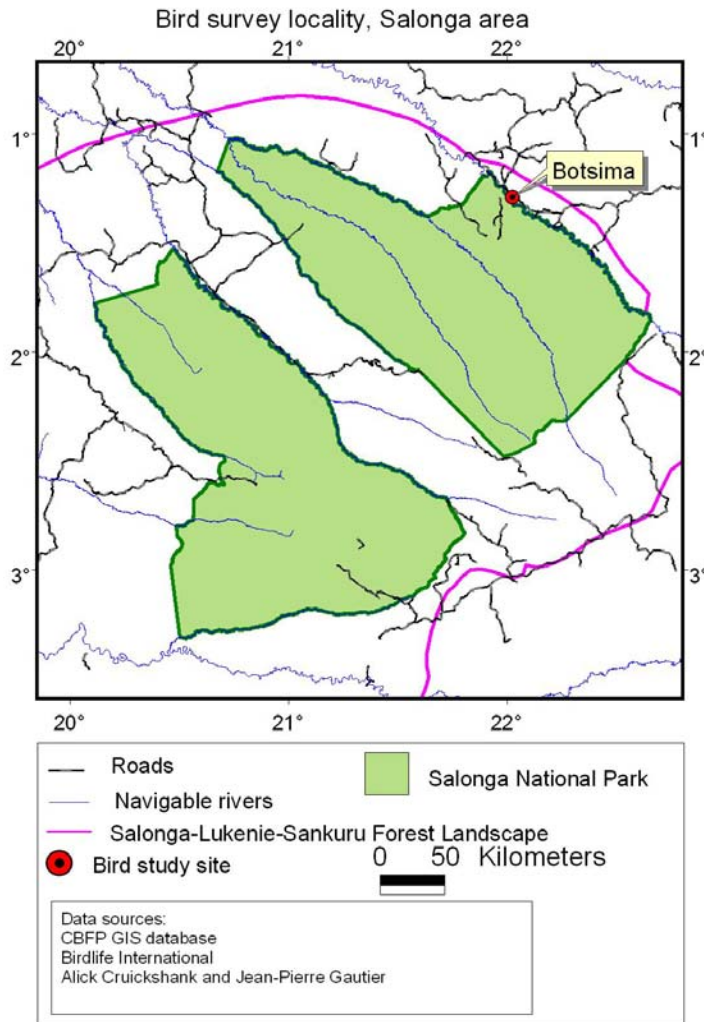 Bird survey locality, Salonga area
20° 21° 22°
1° 1°
Botsima
2° 2°
3° 3°
20° 21° 22°
Roads
Salonga National Park
Navigable rivers
Salonga-Lukenie-Sankuru Forest Landscape
Bird study site
0 50 Kilometers
Data sources:
CBFP GIS database
Birdlife International
Alick Cruickshank and Jean-Pierre Gautier